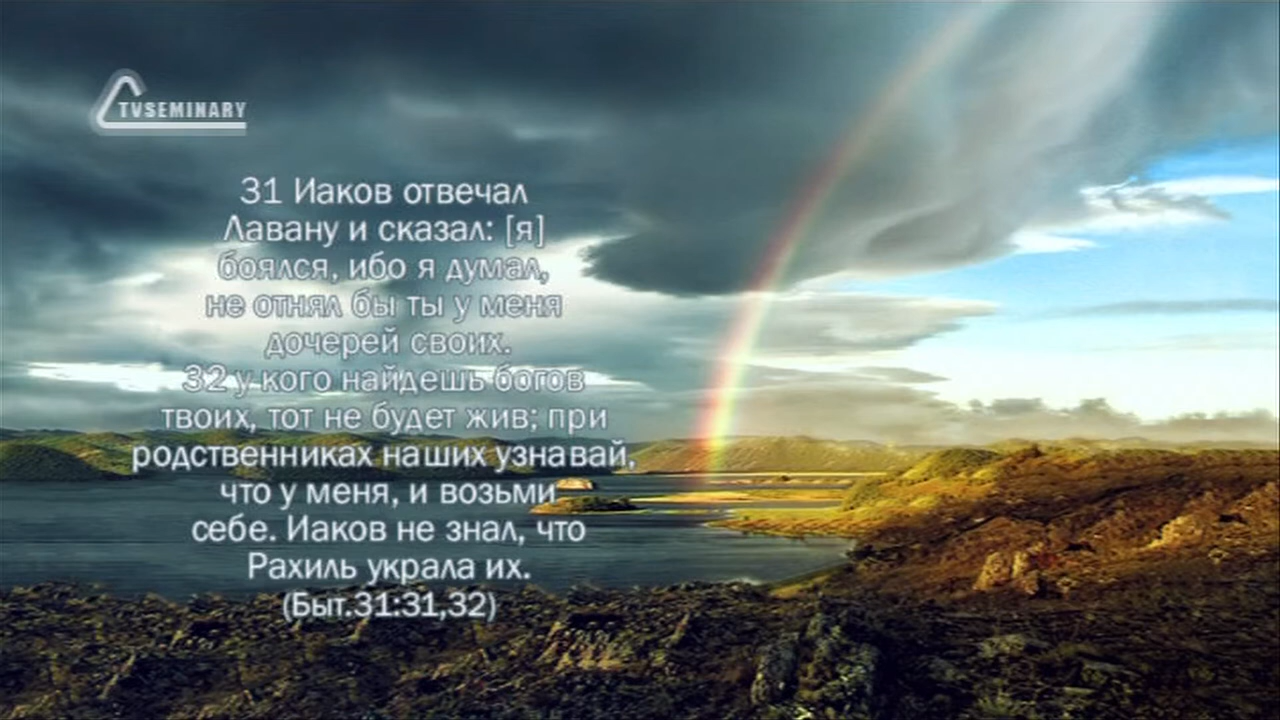 TVSEMINARY
31 Иаков отвечал
Лавану и сказал: [я]
боялся, ибо я думал,
не отнял бы ты у меня
дочерей своих.
32 у кого найдешь богов
твоих, тот не будет жив; при
родственниках наших узнавай,
что у меня, и возьми
себе. Иаков не знал, что
Рахиль украла их.
(Быт.31:31,32)